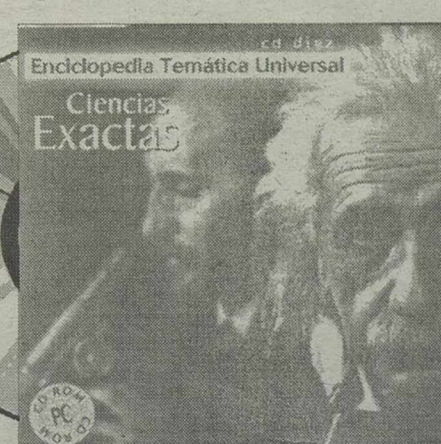 cd diez
Enciclopedia Temática Universal
Ciencias
Exactas
CD ROM
PC
CD ROM